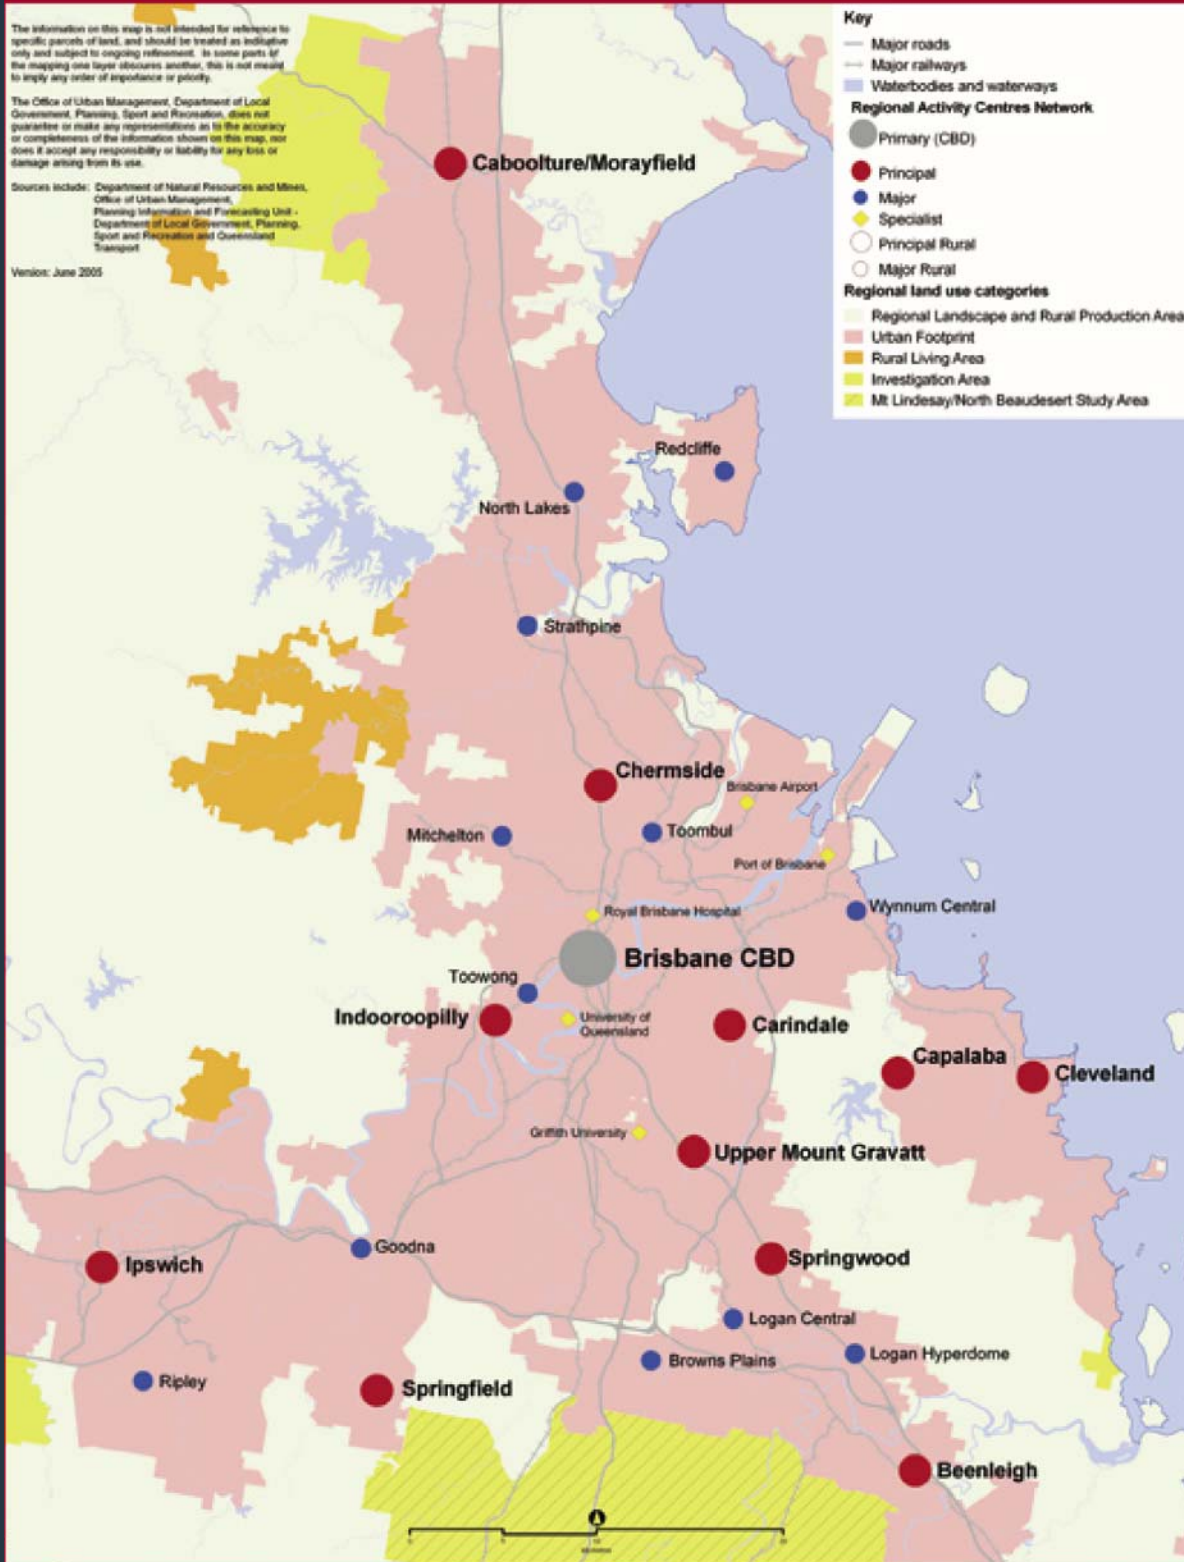 The information on this map is not intended for reference to
specific parcels of land, and should be treated as indicative
only and subject to ongoing refinement. In some parts of
the mapping one layer obscures another, this is not meant
to imply any order of importance or priority.
The Office of Urban Management, Department of Local
Government, Planning, Sport and Recreation, does not
guarantee or make any representations as to the accuracy
or completeness of the information shown on this map, nor
does it accept any responsibility or liability for any loss or
damage arising from its use.
Sources include: Department of Natural Resources and Mines,
Office of Urban Management,
Planning Information and Forecasting Unit -
Department of Local Government, Planning,
Sport and Recreation and Queensland
Transport
Version: June 2005
Key
Major roads
Major railways
Waterbodies and waterways
Regional Activity Centres Network
Primary (CBD)
Principal
Major
Specialist
Principal Rural
Major Rural
Regional land use categories
Regional Landscape and Rural Production Area
Urban Footprint
Rural Living Area
Investigation Area
Mt Lindesay/North Beaudesert Study Area
Caboolture/Morayfield
Redcliffe
North Lakes
Strathpine
Chermside
Brisbane Airport
Mitchelton
Toombul
Port of Brisbane
Wynnum Central
Royal Brisbane Hospital
Brisbane CBD
Toowong
Indooroopilly
University of
Queensland
Carindale
Capalaba
Cleveland
Griffith University
Upper Mount Gravatt
Goodna
Ipswich
Springwood
Logan Central
Browns Plains
Logan Hyperdome
Ripley
Springfield
Beenleigh